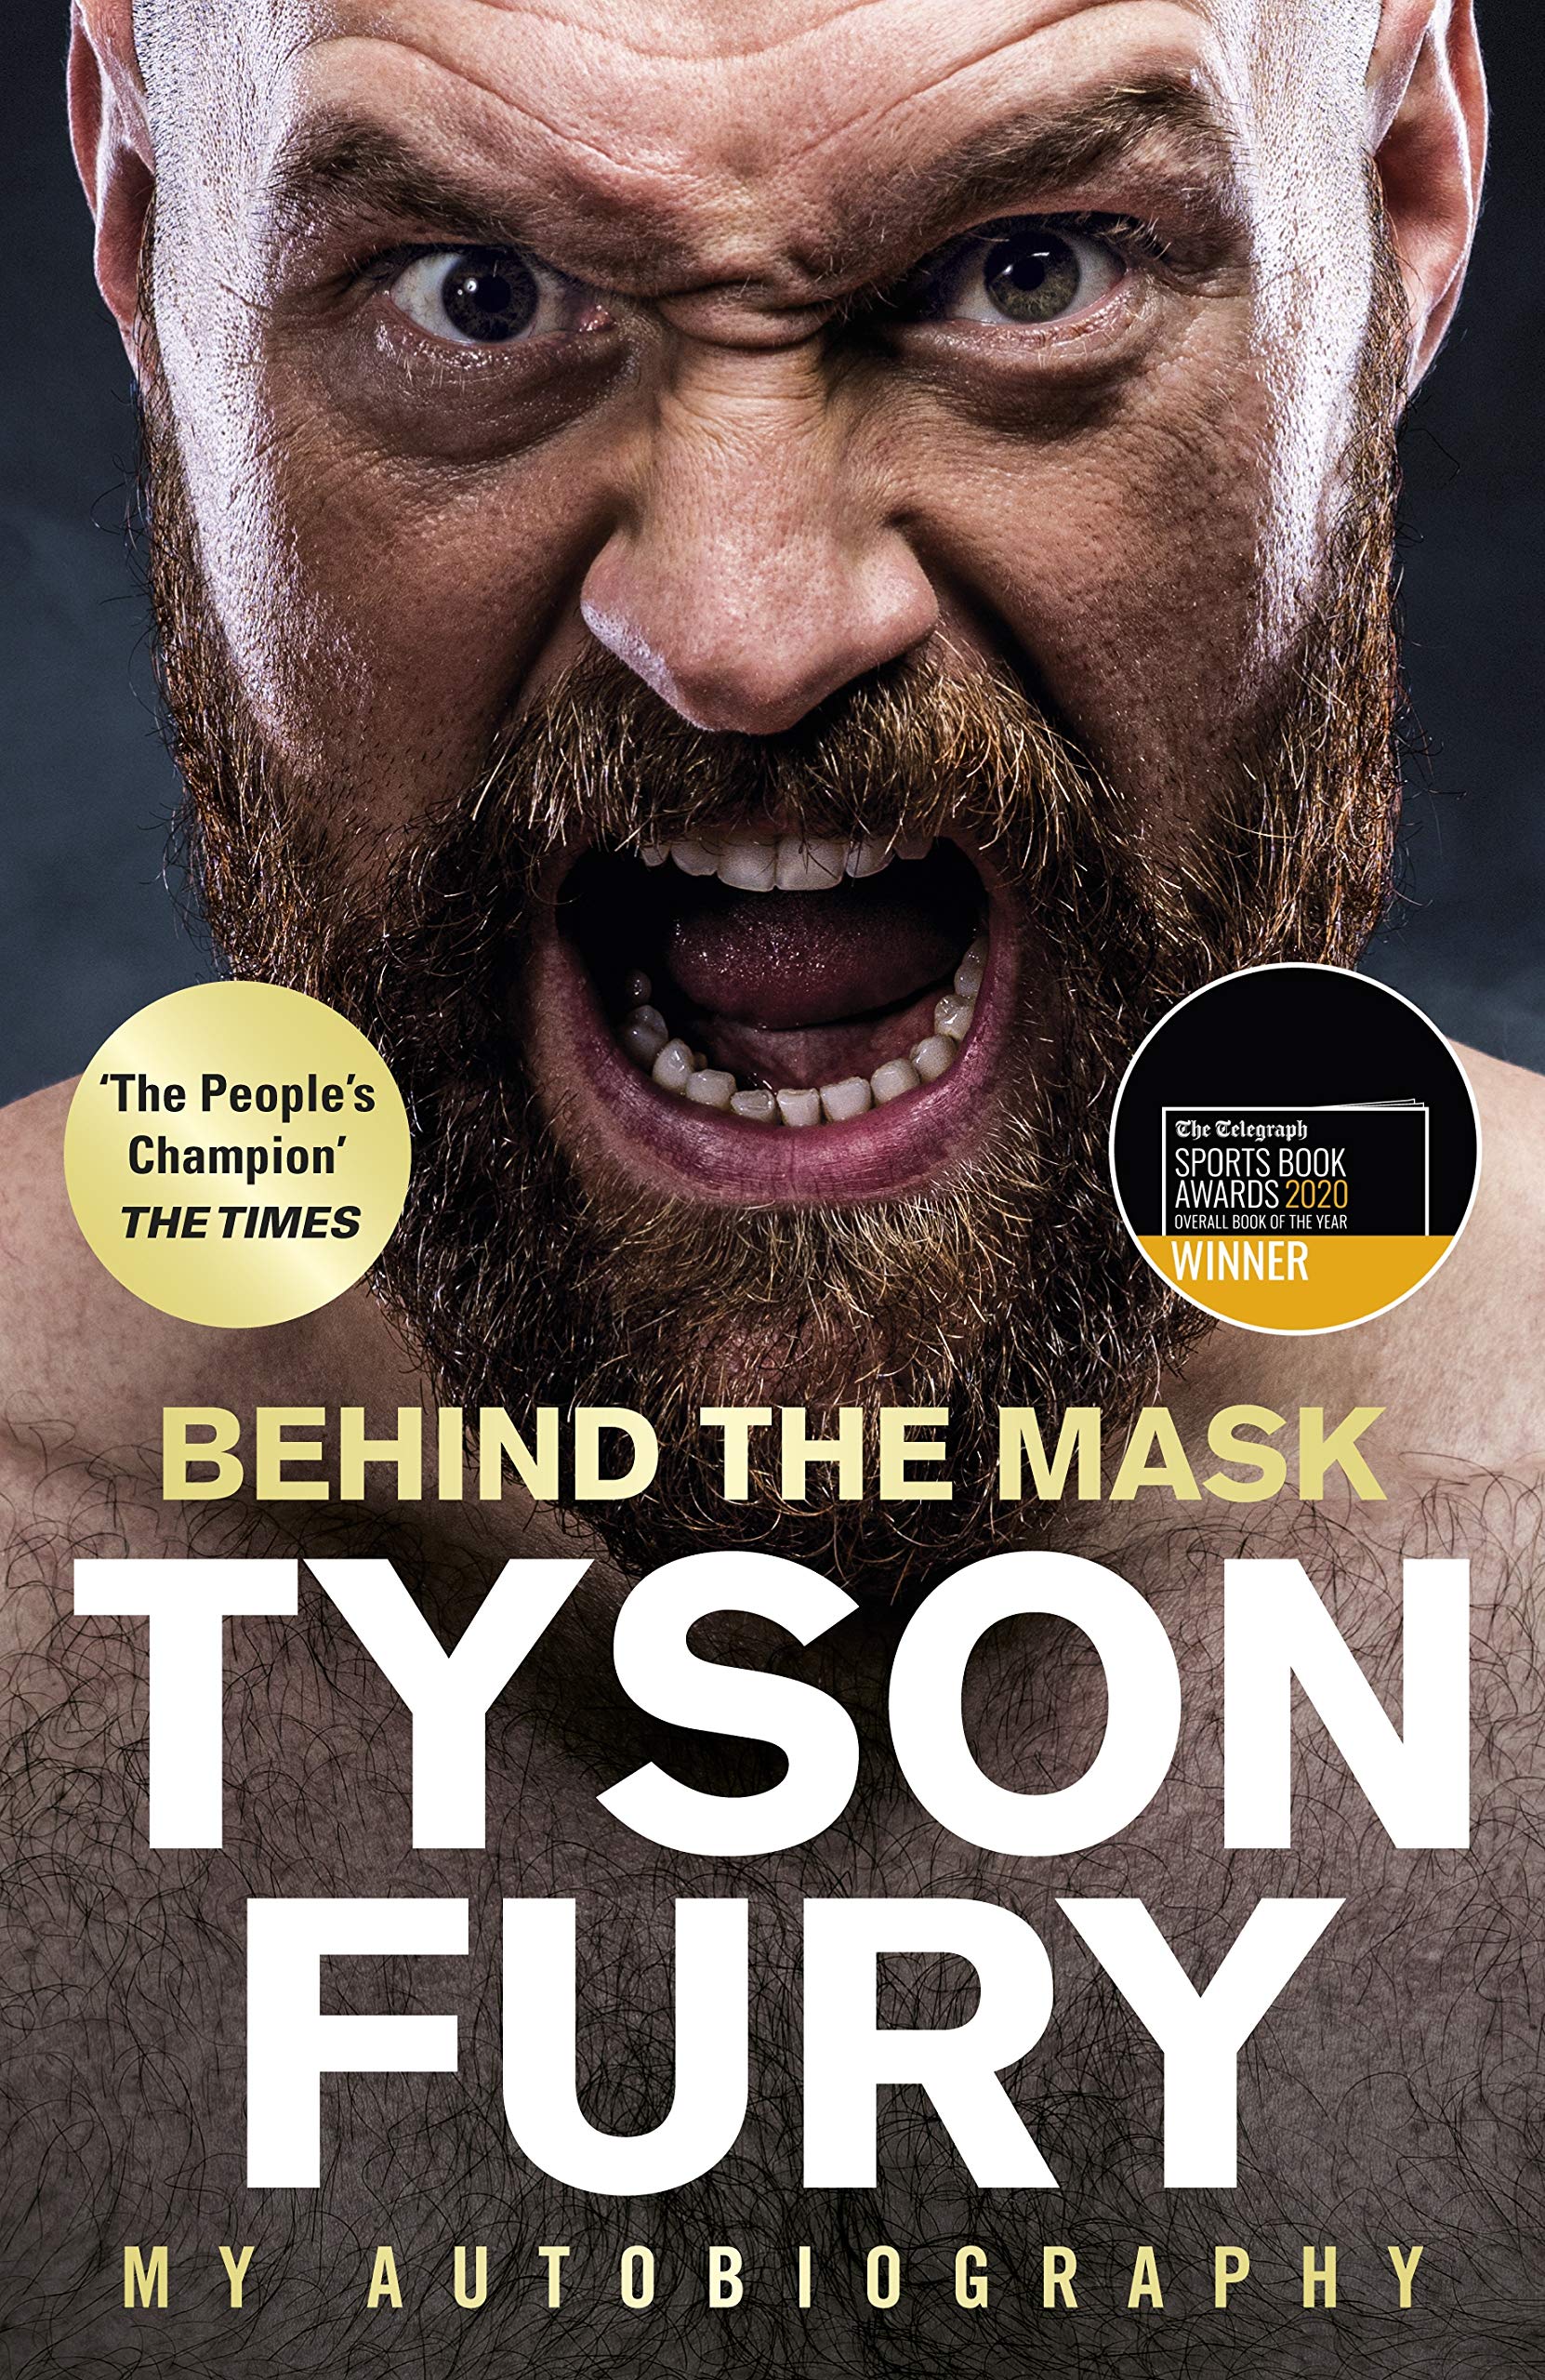 ‘The People’s
Champion’
THE TIMES
The Telegraph
SPORTS BOOK
AWARDS 2020
OVERALL BOOK OF THE YEAR
WINNER
BEHIND THE MASK
TYSON
FURY
MY AUTOBIOGRAPHY